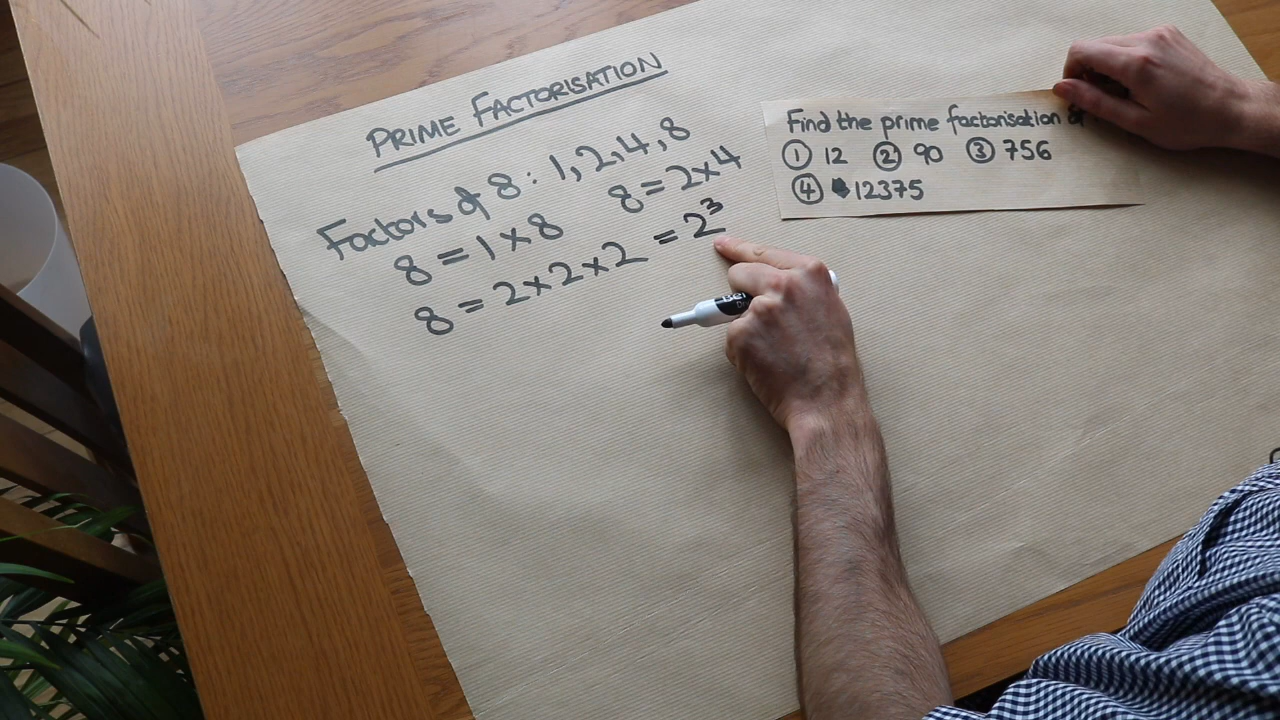 PRIME FACTORISATION
Factors of 8 : 1, 2, 4, 8
8 = 1 × 8 8 = 2×4
8 = 2×2×2 = 2³
Find the prime factorisation
① 12 ② 90 ③ 756
④ 12375